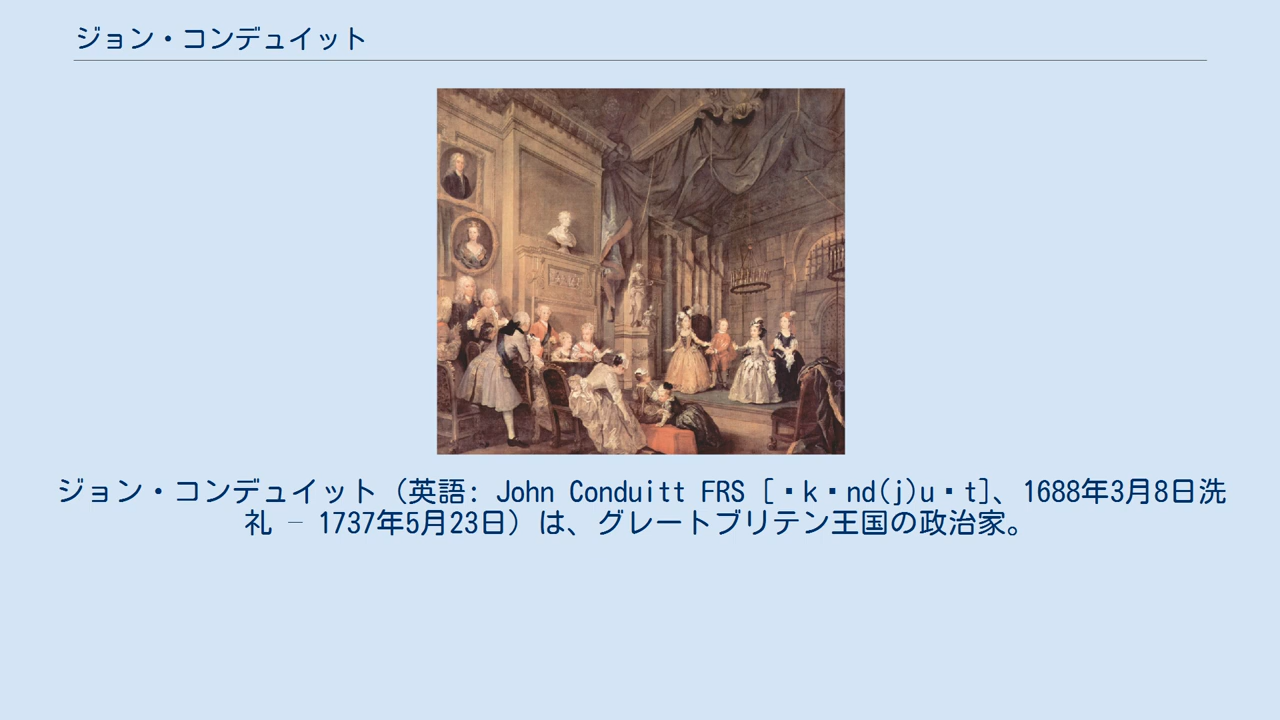 ジョン・コンデュイット
ジョン・コンデュイット（英語: John Conduitt FRS [・k・nd(j)u・t]、1688年3月8日洗
礼 – 1737年5月23日）は、グレートブリテン王国の政治家。